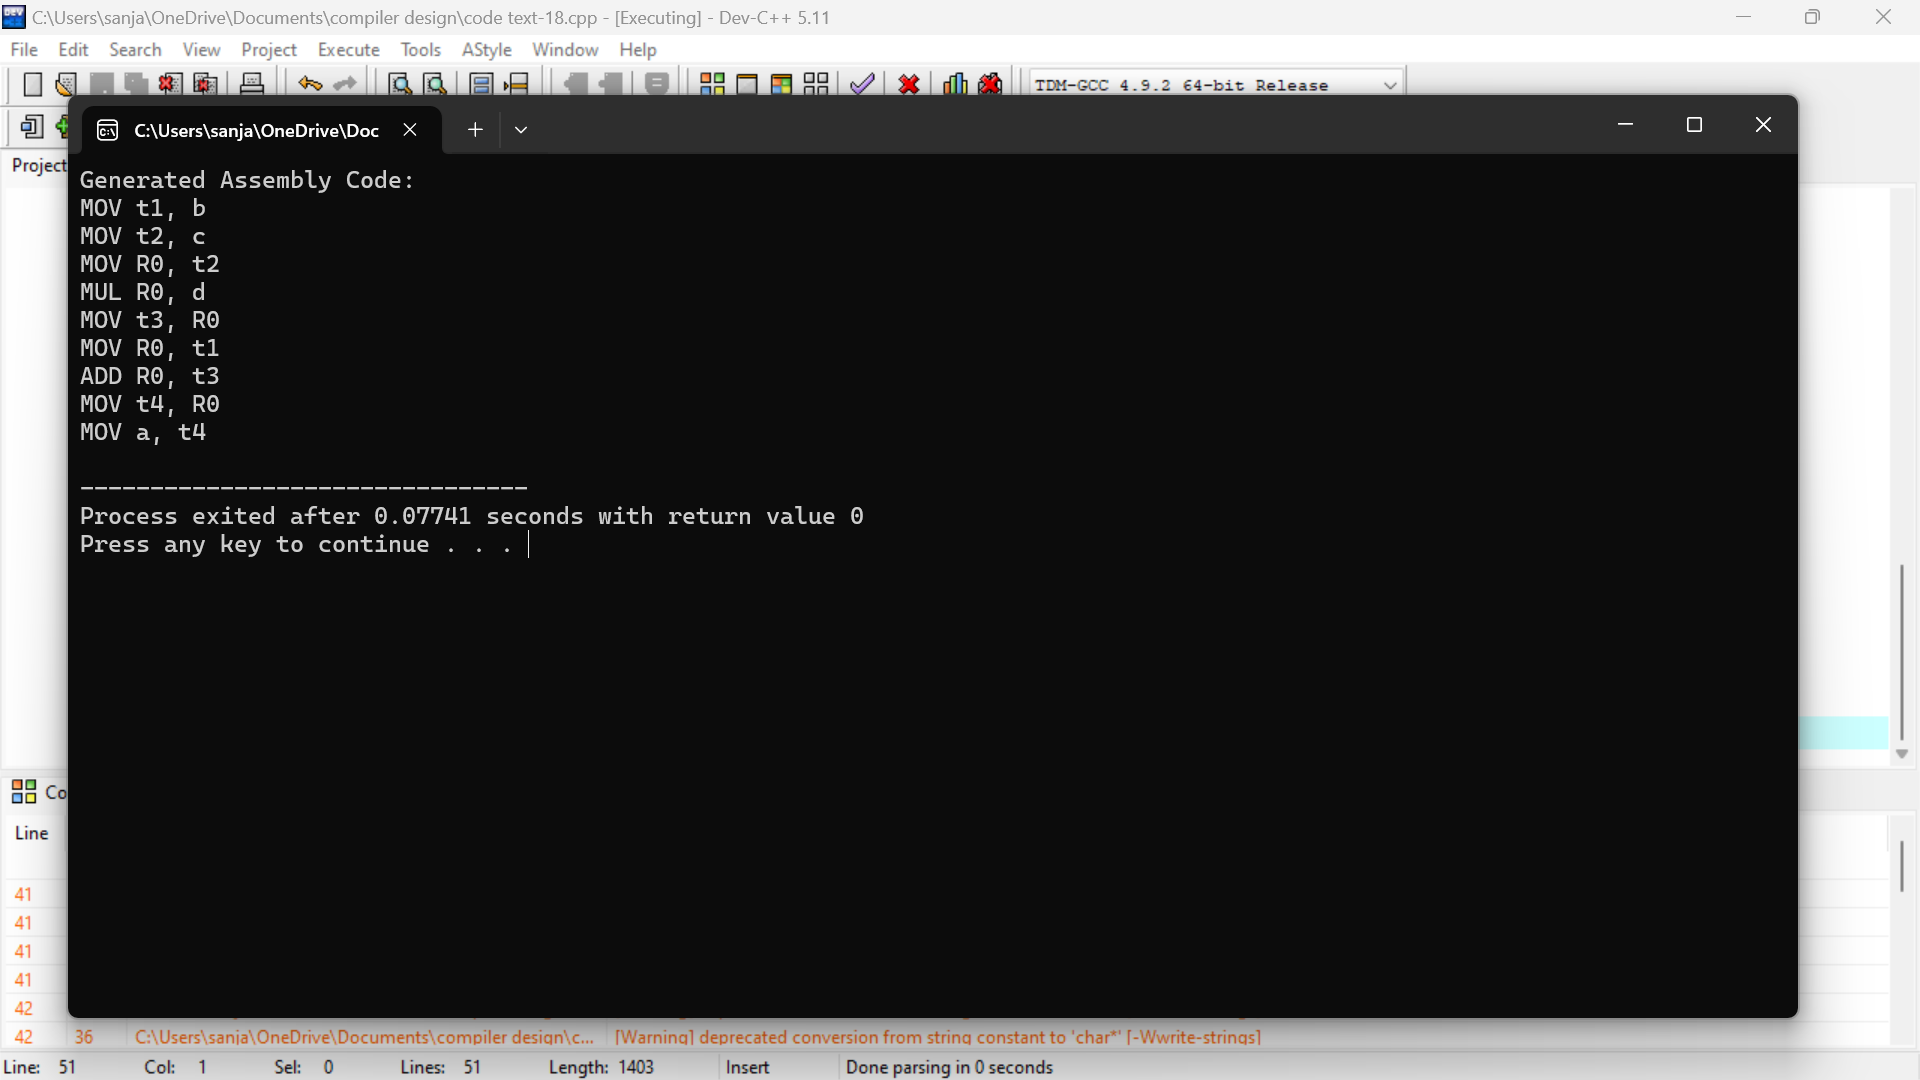 C:\Users\sanja\OneDrive\Documents\compiler design\code text-18.cpp - [Executing] - Dev-C++ 5.11
File Edit Search View Project Execute Tools AStyle Window Help
TDM-GCC 4.9.2 64-bit Release
C:\Users\sanja\OneDrive\Doc
Project
Generated Assembly Code:
MOV t1, b
MOV t2, c
MOV R0, t2
MUL R0, d
MOV t3, R0
MOV R0, t1
ADD R0, t3
MOV t4, R0
MOV a, t4
--------------------------------
Process exited after 0.07741 seconds with return value 0
Press any key to continue . . .
Co
Line
41
41
41
41
42
42 36 C:\Users\sanja\OneDrive\Documents\compiler design\c... [Warning] deprecated conversion from string constant to 'char*' [-Wwrite-strings]
Line: 51 Col: 1 Sel: 0 Lines: 51 Length: 1403 Insert Done parsing in 0 seconds